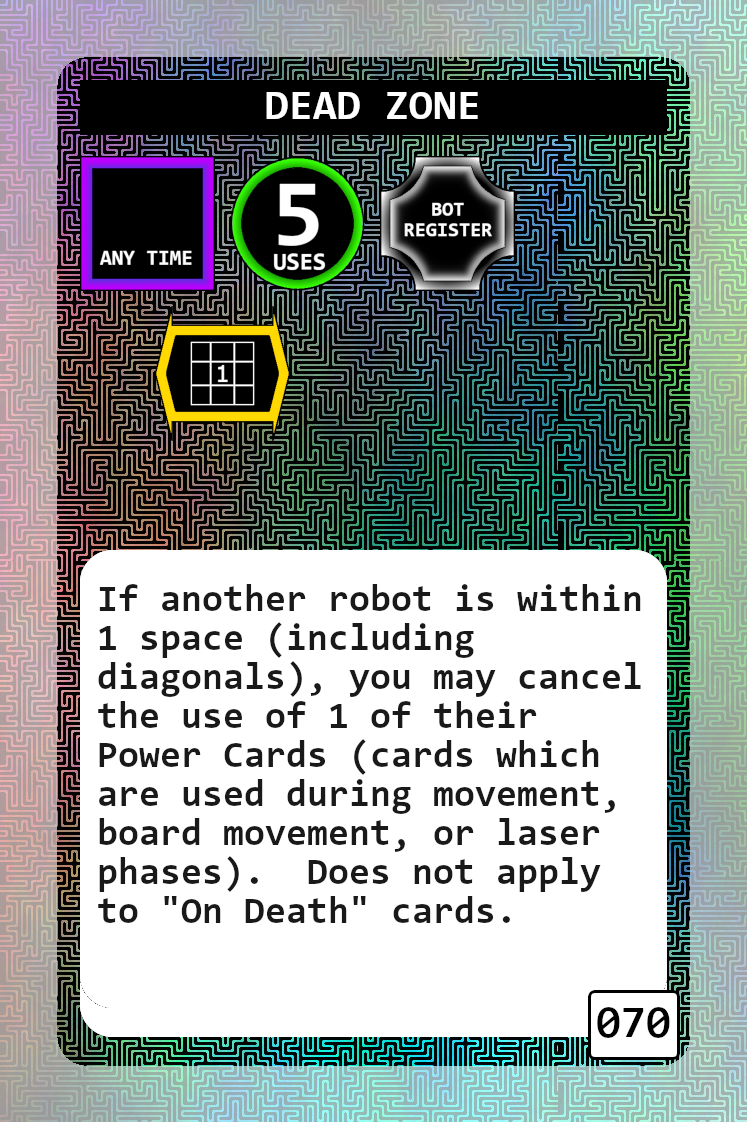 DEAD ZONE
ANY TIME
5
USES
BOT
REGISTER
1
If another robot is within
1 space (including
diagonals), you may cancel
the use of 1 of their
Power Cards (cards which
are used during movement,
board movement, or laser
phases).  Does not apply
to "On Death" cards.
070